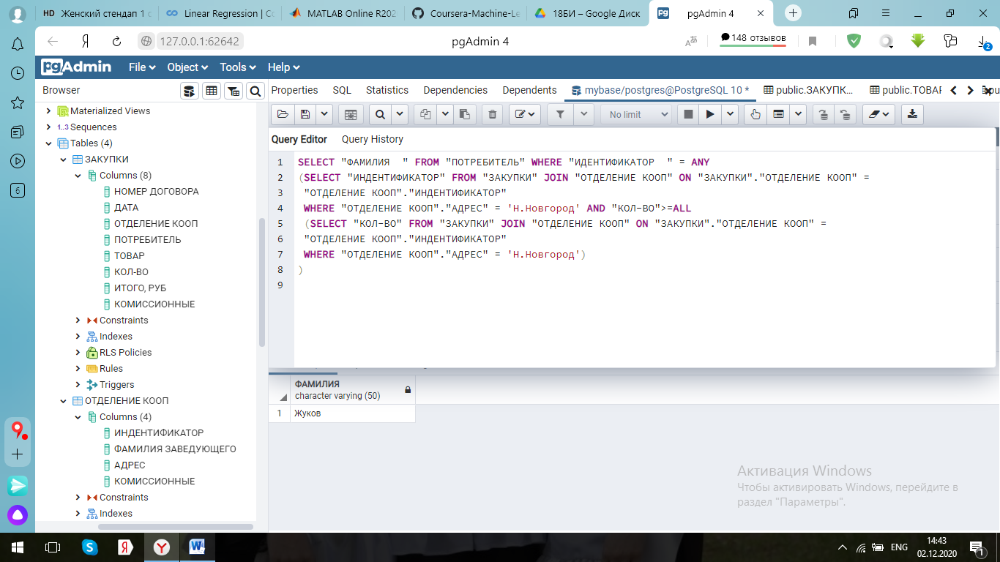 HD Женский стендап 1 с
Linear Regression | Co
MATLAB Online R202
Coursera-Machine-Le
18БИ – Google Диск
pgAdmin 4
127.0.0.1:62642
pgAdmin 4
148 отзывов
2
pgAdmin
File
Object
Tools
Help
Browser
Properties
SQL
Statistics
Dependencies
Dependents
mybase/postgres@PostgreSQL 10 *
public.ЗАКУПК...
public.ТОВАР
No limit
Query Editor
Query History
6
Materialized Views
1..3 Sequences
Tables (4)
ЗАКУПКИ
Columns (8)
НОМЕР ДОГОВОРА
ДАТА
ОТДЕЛЕНИЕ КООП
ПОТРЕБИТЕЛЬ
ТОВАР
КОЛ-ВО
ИТОГО, РУБ
КОМИССИОННЫЕ
Constraints
Indexes
RLS Policies
Rules
Triggers
ОТДЕЛЕНИЕ КООП
Columns (4)
ИНДЕНТИФИКАТОР
ФАМИЛИЯ ЗАВЕДУЮЩЕГО
АДРЕС
КОМИССИОННЫЕ
Constraints
Indexes
1 SELECT "ФАМИЛИЯ  " FROM "ПОТРЕБИТЕЛЬ" WHERE "ИДЕНТИФИКАТОР  " = ANY
2 (SELECT "ИНДЕНТИФИКАТОР" FROM "ЗАКУПКИ" JOIN "ОТДЕЛЕНИЕ КООП" ON "ЗАКУПКИ"."ОТДЕЛЕНИЕ КООП" =
3 "ОТДЕЛЕНИЕ КООП"."ИНДЕНТИФИКАТОР"
4 WHERE "ОТДЕЛЕНИЕ КООП"."АДРЕС" = 'Н.Новгород' AND "КОЛ-ВО">=ALL
5 (SELECT "КОЛ-ВО" FROM "ЗАКУПКИ" JOIN "ОТДЕЛЕНИЕ КООП" ON "ЗАКУПКИ"."ОТДЕЛЕНИЕ КООП" =
6 "ОТДЕЛЕНИЕ КООП"."ИНДЕНТИФИКАТОР"
7 WHERE "ОТДЕЛЕНИЕ КООП"."АДРЕС" = 'Н.Новгород')
8 )
9
ФАМИЛИЯ
character varying (50)
1 Жуков
Активация Windows
Чтобы активировать Windows, перейдите в
раздел "Параметры".
ENG
14:43
02.12.2020
1